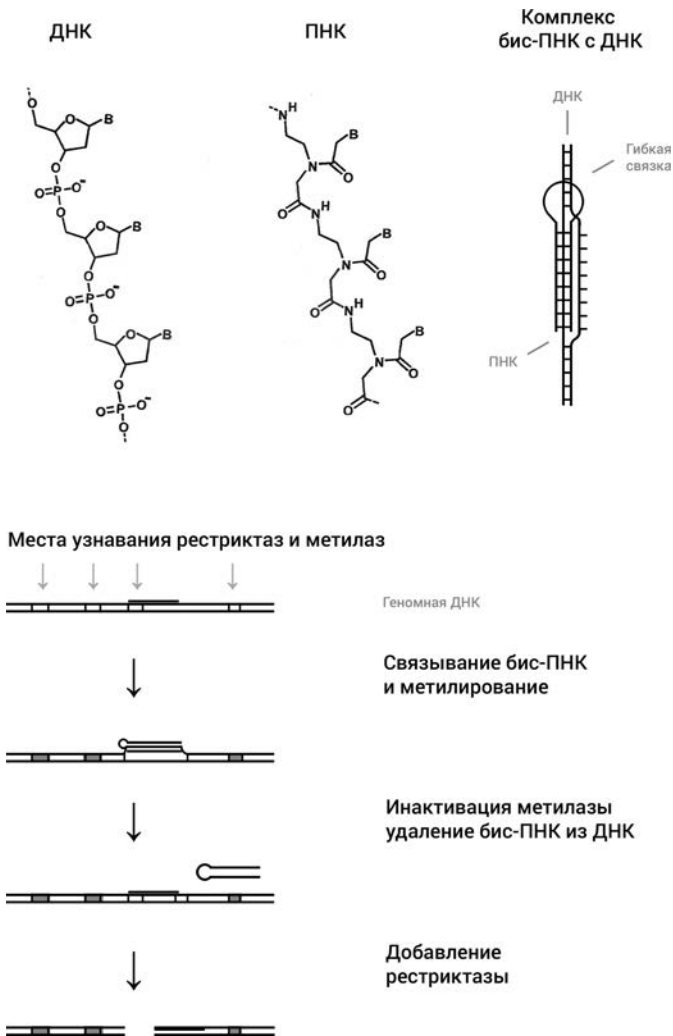 ДНК
ПНК
Комплекс
бис-ПНК с ДНК
ДНК
Гибкая
связка
ПНК
O
O
B
O
O=P-O-
O
O
B
O
O=P-O-
O
O
B
O
O=P-O-
O
N
H
B
N
O
O
N
H
B
N
O
O
N
H
B
N
O
O
Места узнавания рестриктаз и метилаз
Геномная ДНК
Связывание бис-ПНК
и метилирование
Инактивация метилазы
удаление бис-ПНК из ДНК
Добавление
рестриктазы